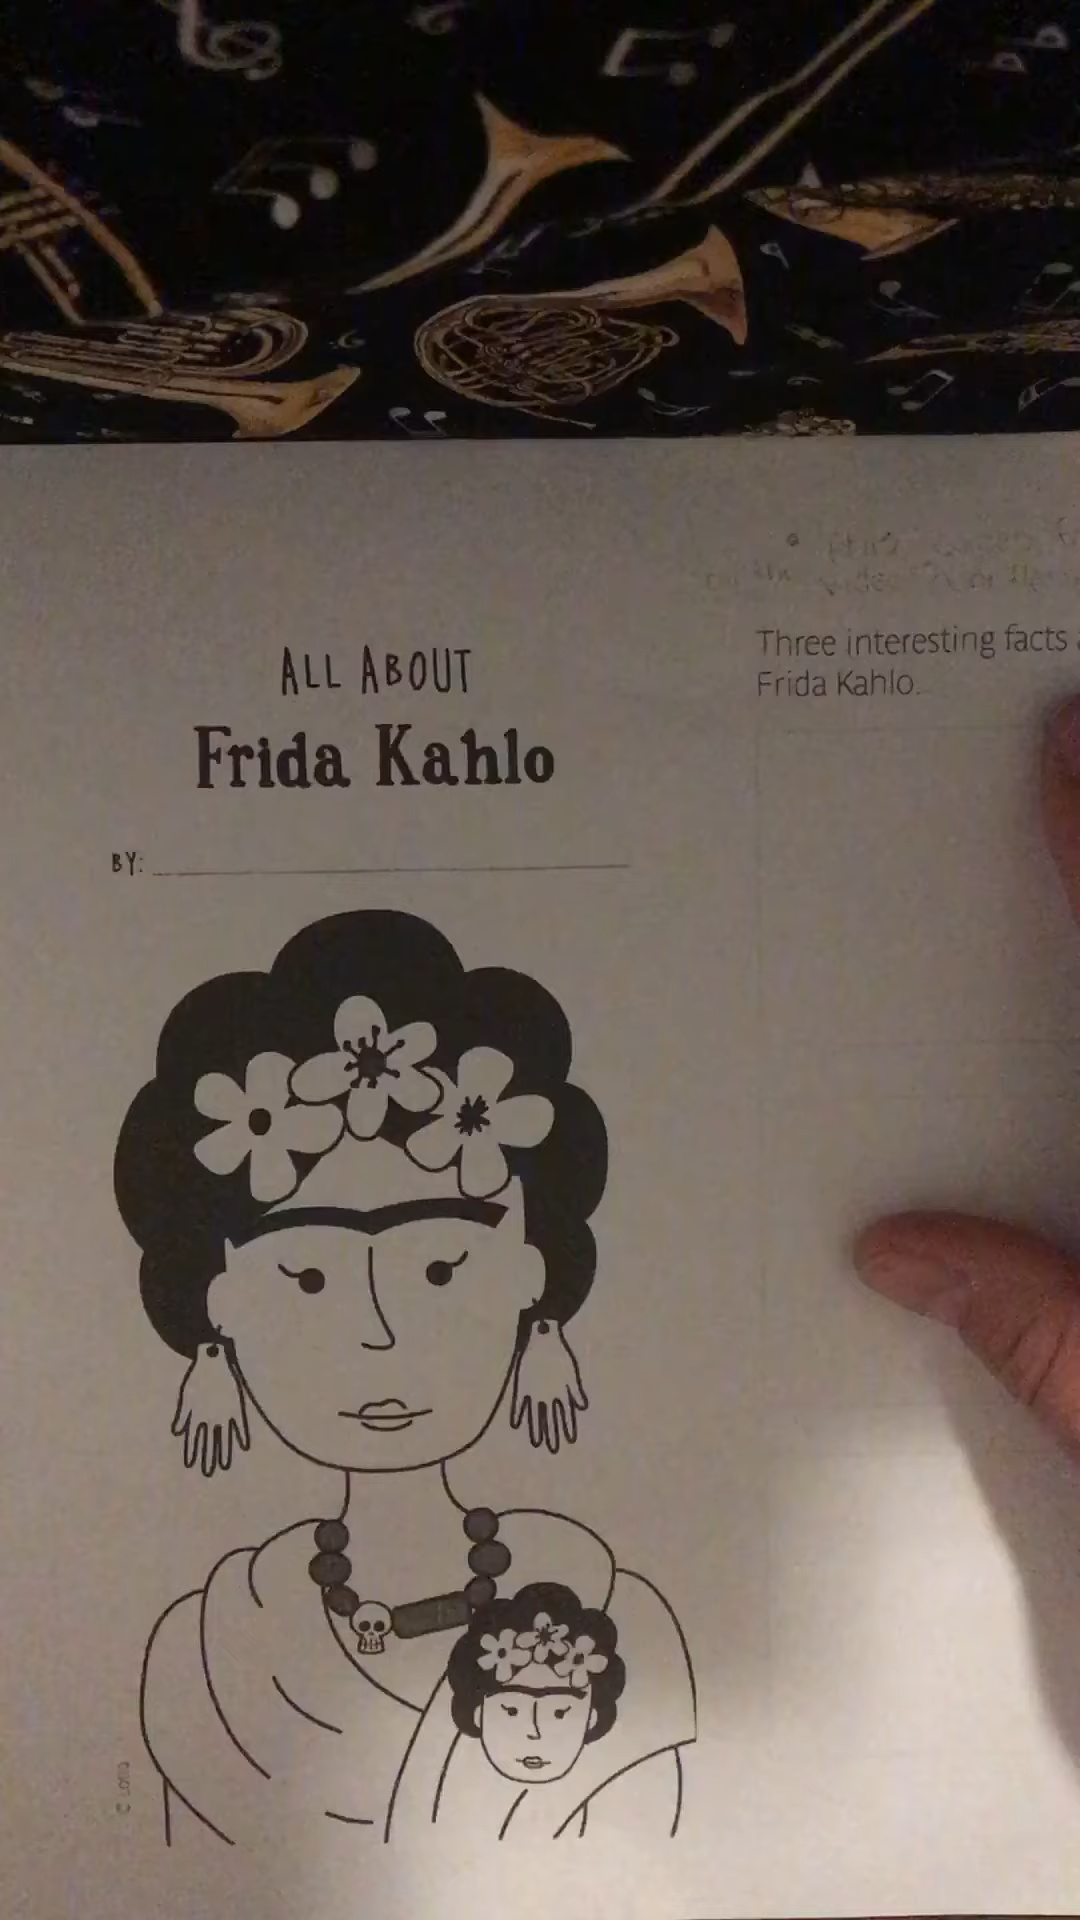 ALL ABOUT
Frida Kahlo
BY:
Three interesting facts
Frida Kahlo.